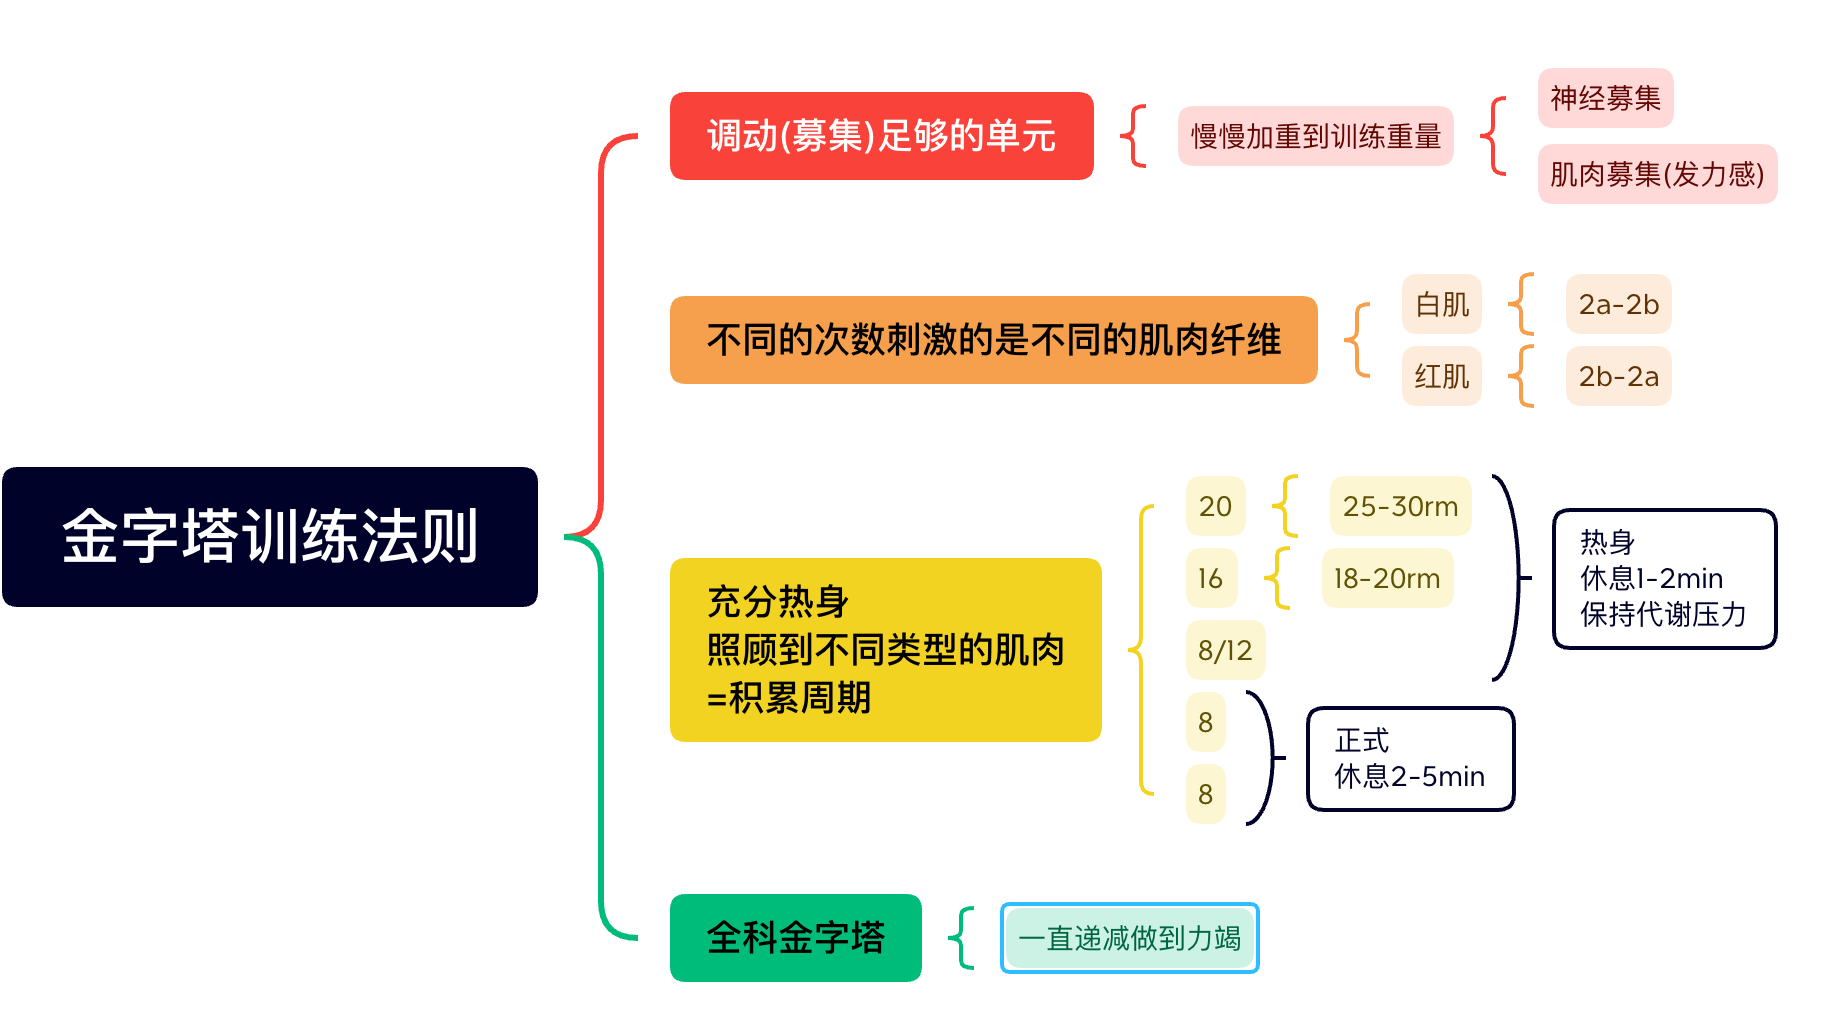 金字塔训练法则
调动(募集)足够的单元
慢慢加重到训练重量
神经募集
肌肉募集(发力感)
不同的次数刺激的是不同的肌肉纤维
白肌
2a-2b
红肌
2b-2a
充分热身
照顾到不同类型的肌肉
=积累周期
20
25-30rm
16
18-20rm
8/12
热身
休息1-2min
保持代谢压力
8
8
正式
休息2-5min
全科金字塔
一直递减做到力竭